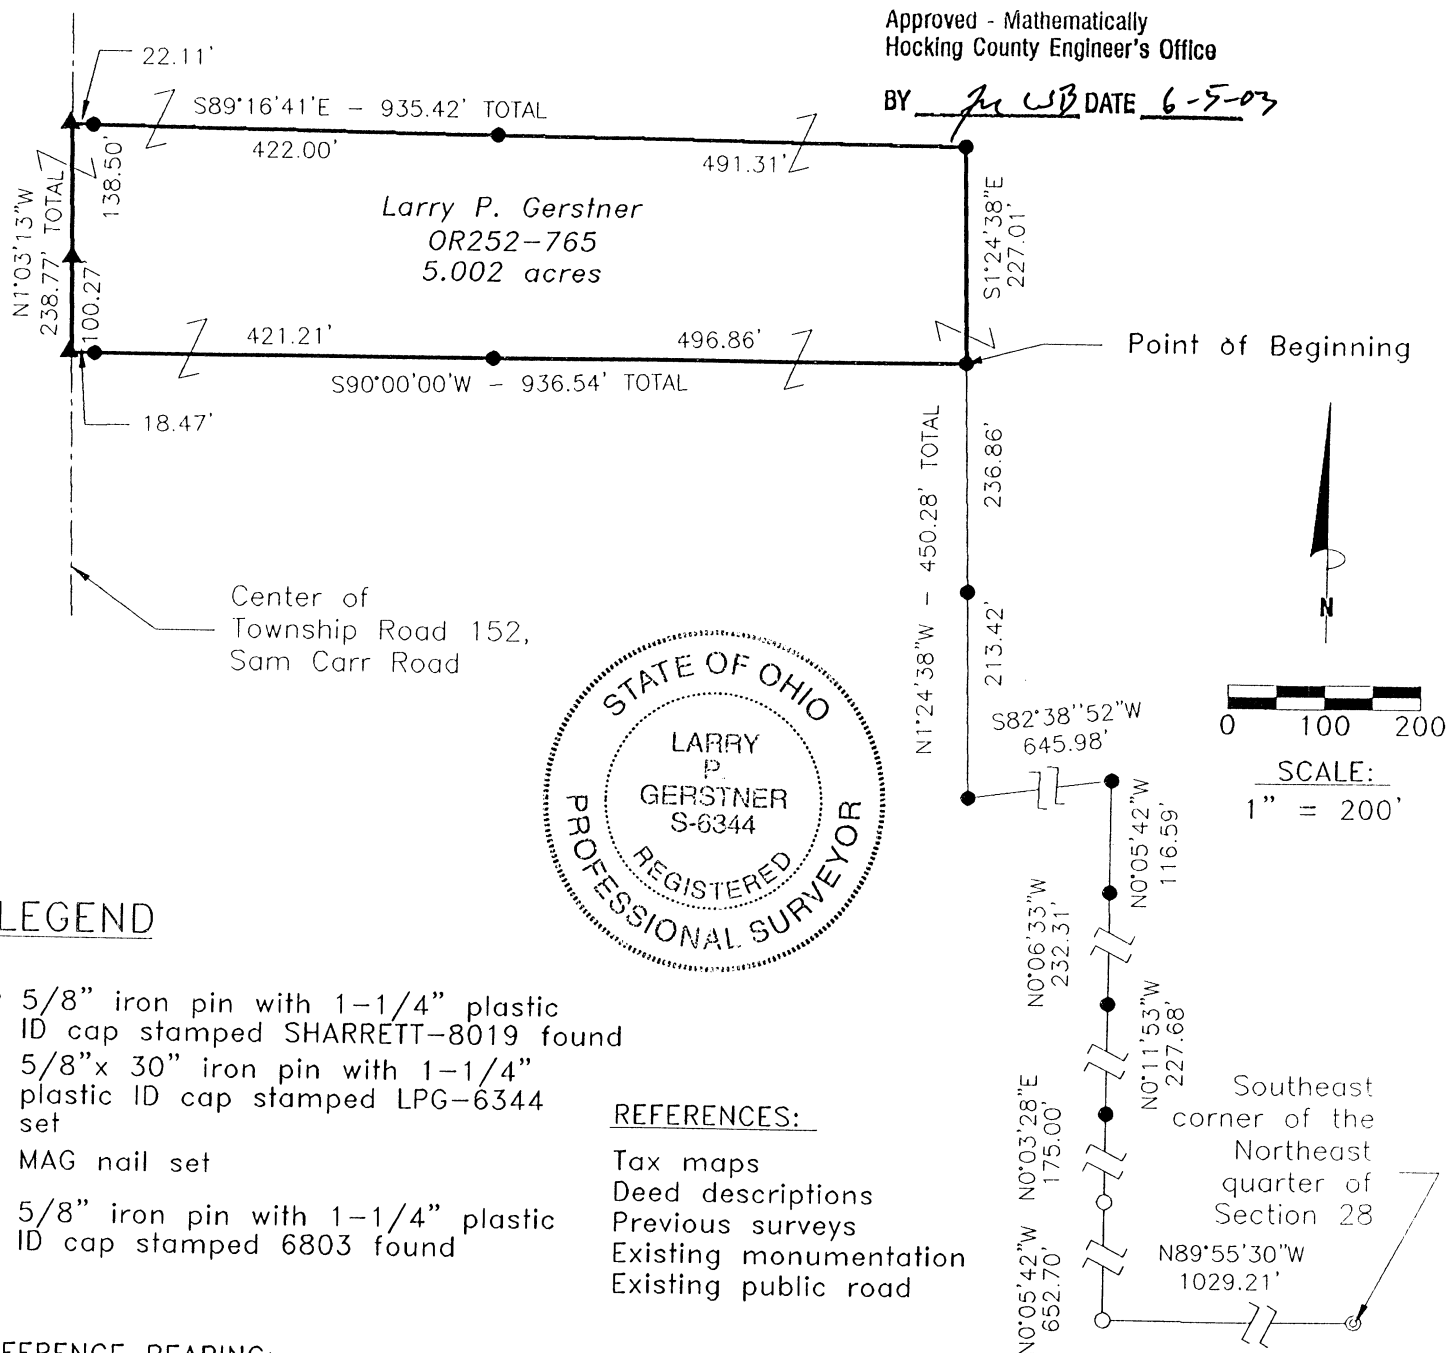 Approved - Mathematically
Hocking County Engineer's Office
BY DATE 6-5-03
22.11'
S89°16'41"E - 935.42' TOTAL
422.00'
491.31'
N1°03'13"W
238.77' TOTAL
138.50'
100.27'
Larry P. Gerstner
OR252-765
5.002 acres
S1°24'38"E
227.01'
421.21'
496.86'
S90°00'00"W - 936.54' TOTAL
18.47'
Point of Beginning
N1°24'38"W - 450.28' TOTAL
236.86'
213.42'
Center of
Township Road 152,
Sam Carr Road
N
0 100 200
SCALE:
1" = 200'
STATE OF OHIO
LARRY
P.
GERSTNER
S-6344
REGISTERED
PROFESSIONAL SURVEYOR
S82°38''52"W
645.98'
N0°05'42"W
116.59'
N0°06'33"W
232.31'
N0°11'53"W
227.68'
N0°03'28"E
175.00'
N0°05'42"W
652.70'
Southeast
corner of the
Northeast
quarter of
Section 28
N89°55'30"W
1029.21'
LEGEND
5/8" iron pin with 1-1/4" plastic
ID cap stamped SHARRETT-8019 found
5/8"x 30" iron pin with 1-1/4"
plastic ID cap stamped LPG-6344
set
MAG nail set
5/8" iron pin with 1-1/4" plastic
ID cap stamped 6803 found
REFERENCES:
Tax maps
Deed descriptions
Previous surveys
Existing monumentation
Existing public road